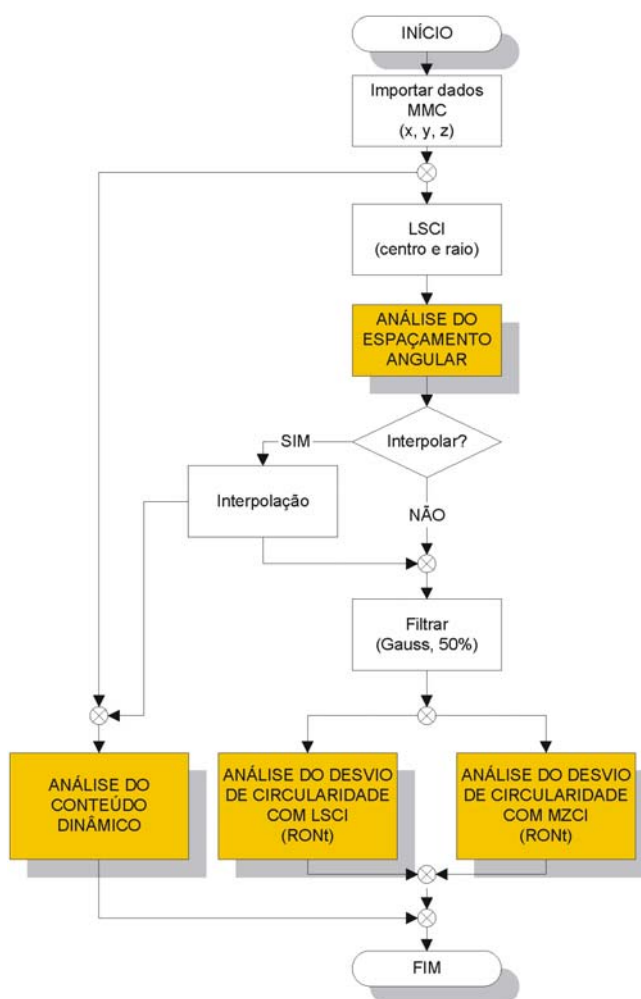 INÍCIO
Importar dados
MMC
(x, y, z)
LSCI
(centro e raio)
ANÁLISE DO
ESPAÇAMENTO
ANGULAR
Interpolar?
SIM
Interpolação
NÃO
Filtrar
(Gauss, 50%)
ANÁLISE DO
CONTEÚDO
DINÂMICO
ANÁLISE DO DESVIO
DE CIRCULARIDADE
COM LSCI
(RONt)
ANÁLISE DO DESVIO
DE CIRCULARIDADE
COM MZCI
(RONt)
FIM